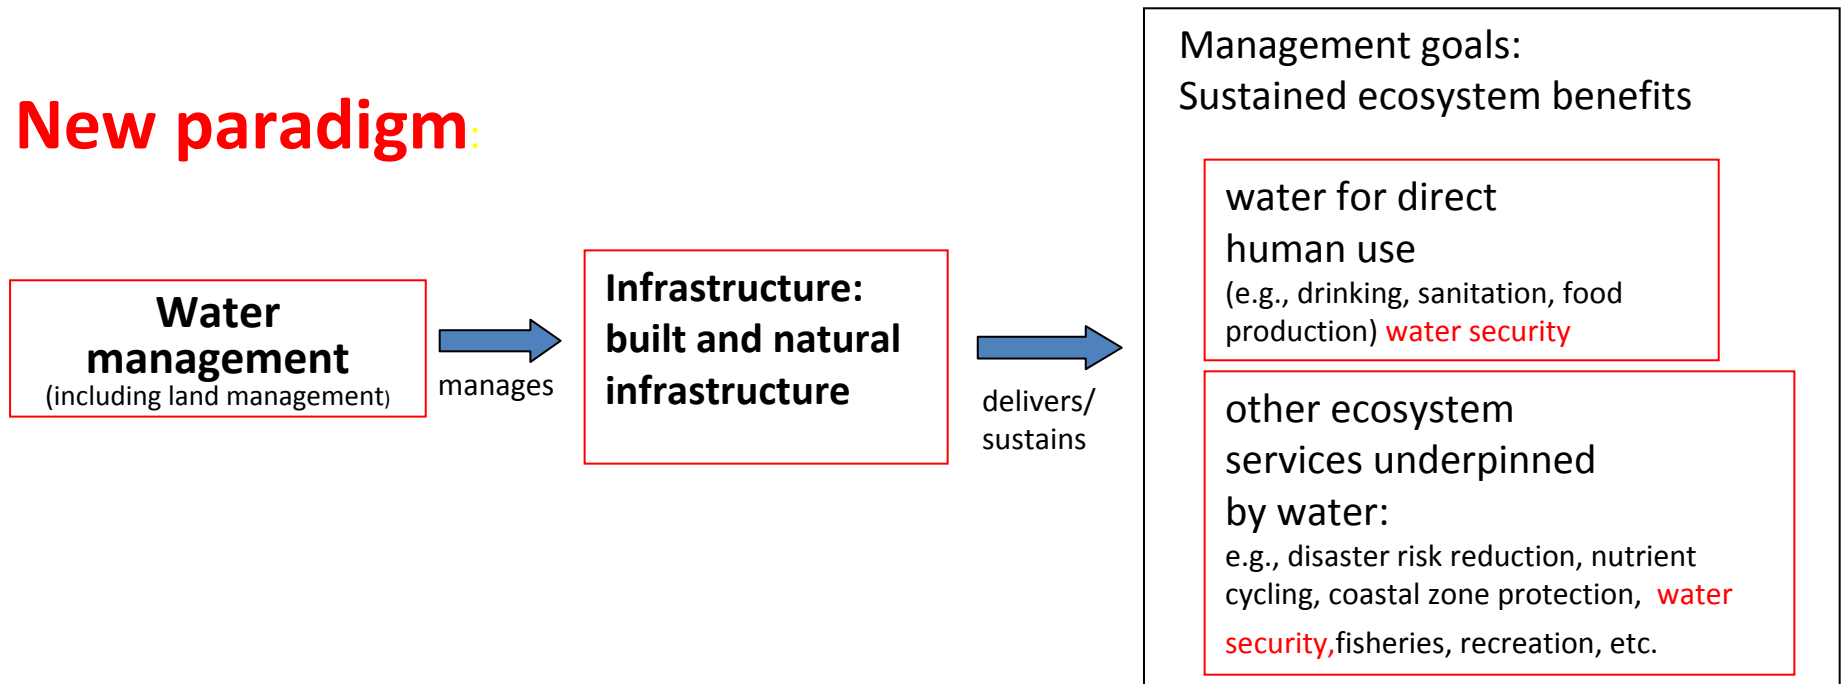 New paradigm:
Water
management
(including land management)
manages
Infrastructure:
built and natural
infrastructure
delivers/
sustains
Management goals:
Sustained ecosystem benefits
water for direct
human use
(e.g., drinking, sanitation, food
production) water security
other ecosystem
services underpinned
by water:
e.g., disaster risk reduction, nutrient
cycling, coastal zone protection,  water
security,fisheries, recreation, etc.